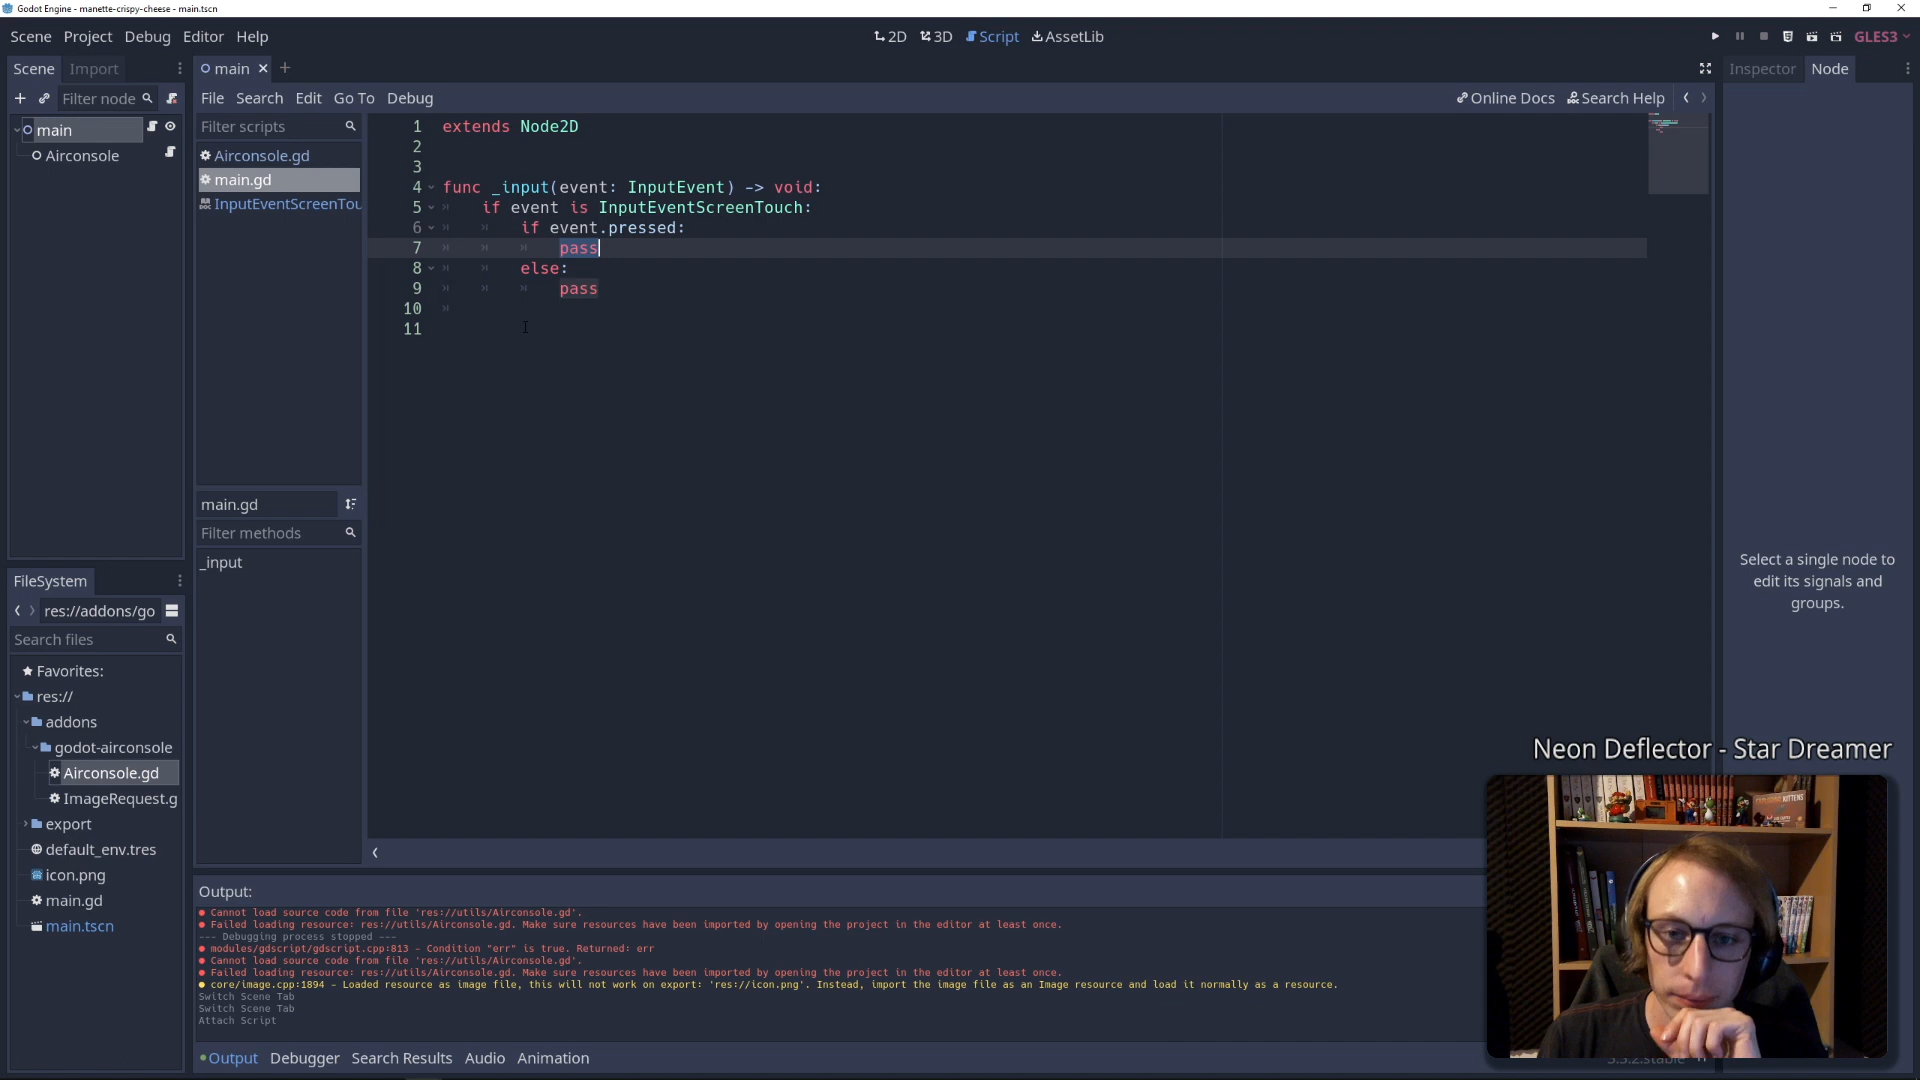 Godot Engine - manette-crispy-cheese - main.tscn
Scene Project Debug Editor Help
2D 3D Script AssetLib
GLES3
Scene Import
main
Inspector Node
Filter node
File Search Edit Go To Debug
Online Docs Search Help
main
Airconsole
Filter scripts
Airconsole.gd
main.gd
InputEventScreenTou
1 extends Node2D
2
3
4 func _input(event: InputEvent) -> void:
5 if event is InputEventScreenTouch:
6 if event.pressed:
7 pass
8 else:
9 pass
10
11
main.gd
Filter methods
_input
Select a single node to
edit its signals and
groups.
FileSystem
res://addons/go
Search files
Favorites:
res://
addons
godot-airconsole
Airconsole.gd
ImageRequest.g
export
default_env.tres
icon.png
main.gd
main.tscn
Neon Deflector - Star Dreamer
EXPLODING KITTENS
Output:
Cannot load source code from file 'res://utils/Airconsole.gd'.
Failed loading resource: res://utils/Airconsole.gd. Make sure resources have been imported by opening the project in the editor at least once.
--- Debugging process stopped ---
modules/gdscript/gdscript.cpp:813 - Condition "err" is true. Returned: err
Cannot load source code from file 'res://utils/Airconsole.gd'.
Failed loading resource: res://utils/Airconsole.gd. Make sure resources have been imported by opening the project in the editor at least once.
core/image.cpp:1894 - Loaded resource as image file, this will not work on export: 'res://icon.png'. Instead, import the image file as an Image resource and load it normally as a resource.
Switch Scene Tab
Switch Scene Tab
Attach Script
Output Debugger Search Results Audio Animation
3.3.2.stable